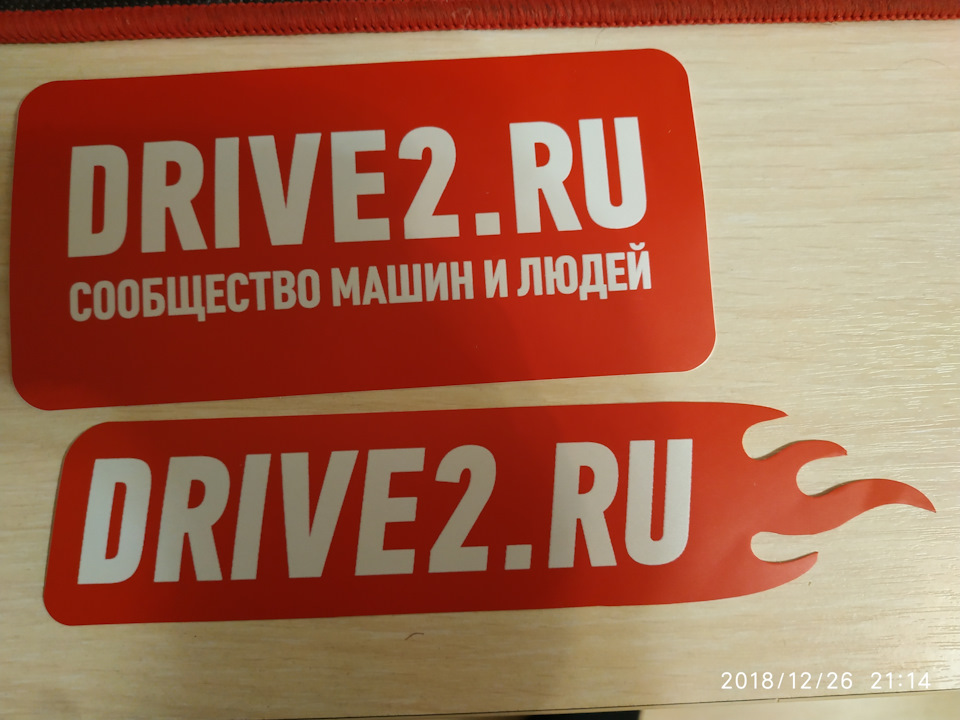 DRIVE2.RU
СООБЩЕСТВО МАШИН И ЛЮДЕЙ
DRIVE2.RU
2018/12/26 21:14